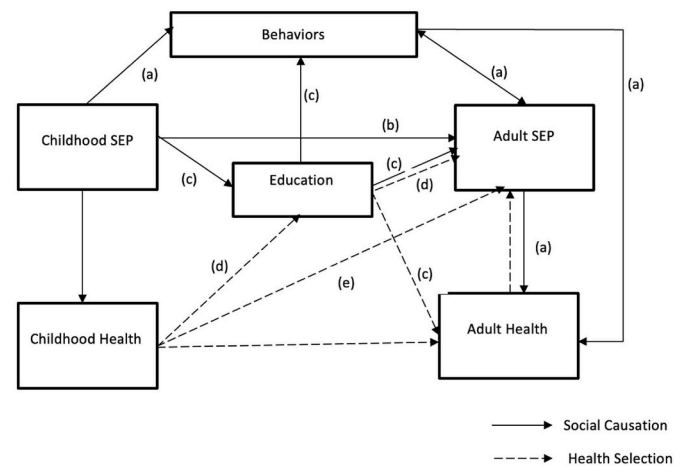 Behaviors
(a)
(a)
(a)
(c)
Childhood SEP
(b)
Adult SEP
(c)
Education
(c)
(d)
(d)
(e)
(c)
(a)
Childhood Health
Adult Health
Social Causation
Health Selection